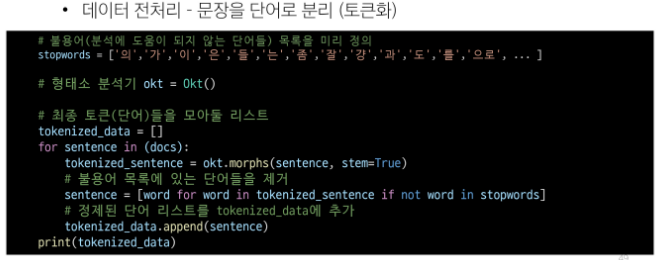 • 데이터 전처리 - 문장을 단어로 분리 (토큰화)
# 불용어(분석에 도움이 되지 않는 단어들) 목록을 미리 정의
stopwords = ['의','가','이','은','들','는','좀','잘','걍','과','도','를','으로', ... ]
# 형태소 분석기 okt = Okt()
# 최종 토큰(단어)들을 모아둘 리스트
tokenized_data = []
for sentence in (docs):
    tokenized_sentence = okt.morphs(sentence, stem=True)
    # 불용어 목록에 있는 단어들을 제거
    sentence = [word for word in tokenized_sentence if not word in stopwords]
    # 정제된 단어 리스트를 tokenized_data에 추가
    tokenized_data.append(sentence)
print(tokenized_data)